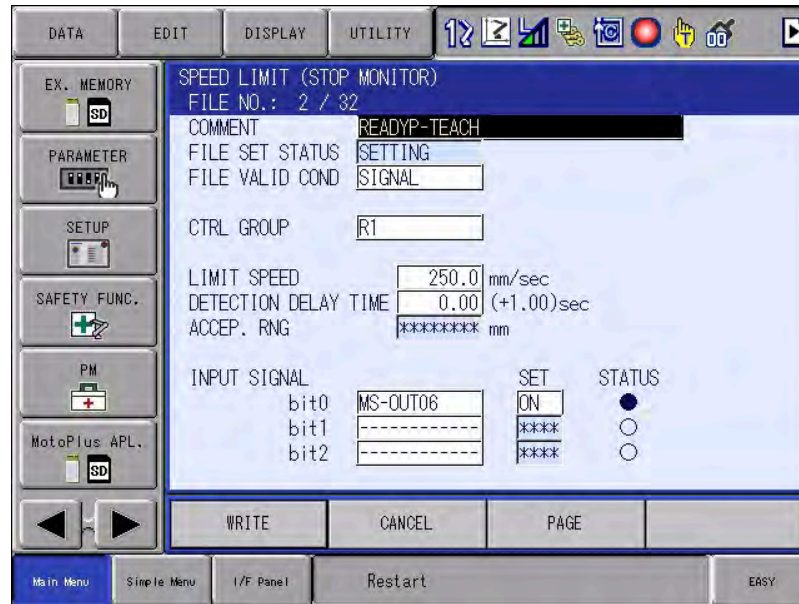 DATA EDIT DISPLAY UTILITY
EX. MEMORY
SD
PARAMETER
SETUP
SAFETY FUNC.
PM
MotoPlus APL.
SD
SPEED LIMIT (STOP MONITOR)
FILE NO.: 2 / 32
COMMENT READYP-TEACH
FILE SET STATUS SETTING
FILE VALID COND SIGNAL
CTRL GROUP R1
LIMIT SPEED 250.0 mm/sec
DETECTION DELAY TIME 0.00 (+1.00)sec
ACCEP. RNG ******** mm
INPUT SIGNAL SET STATUS
bit0 MS-OUT06 ON
bit1 ------------ ****
bit2 ------------ ****
WRITE CANCEL PAGE
Main Menu Simple Menu I/F Panel Restart EASY